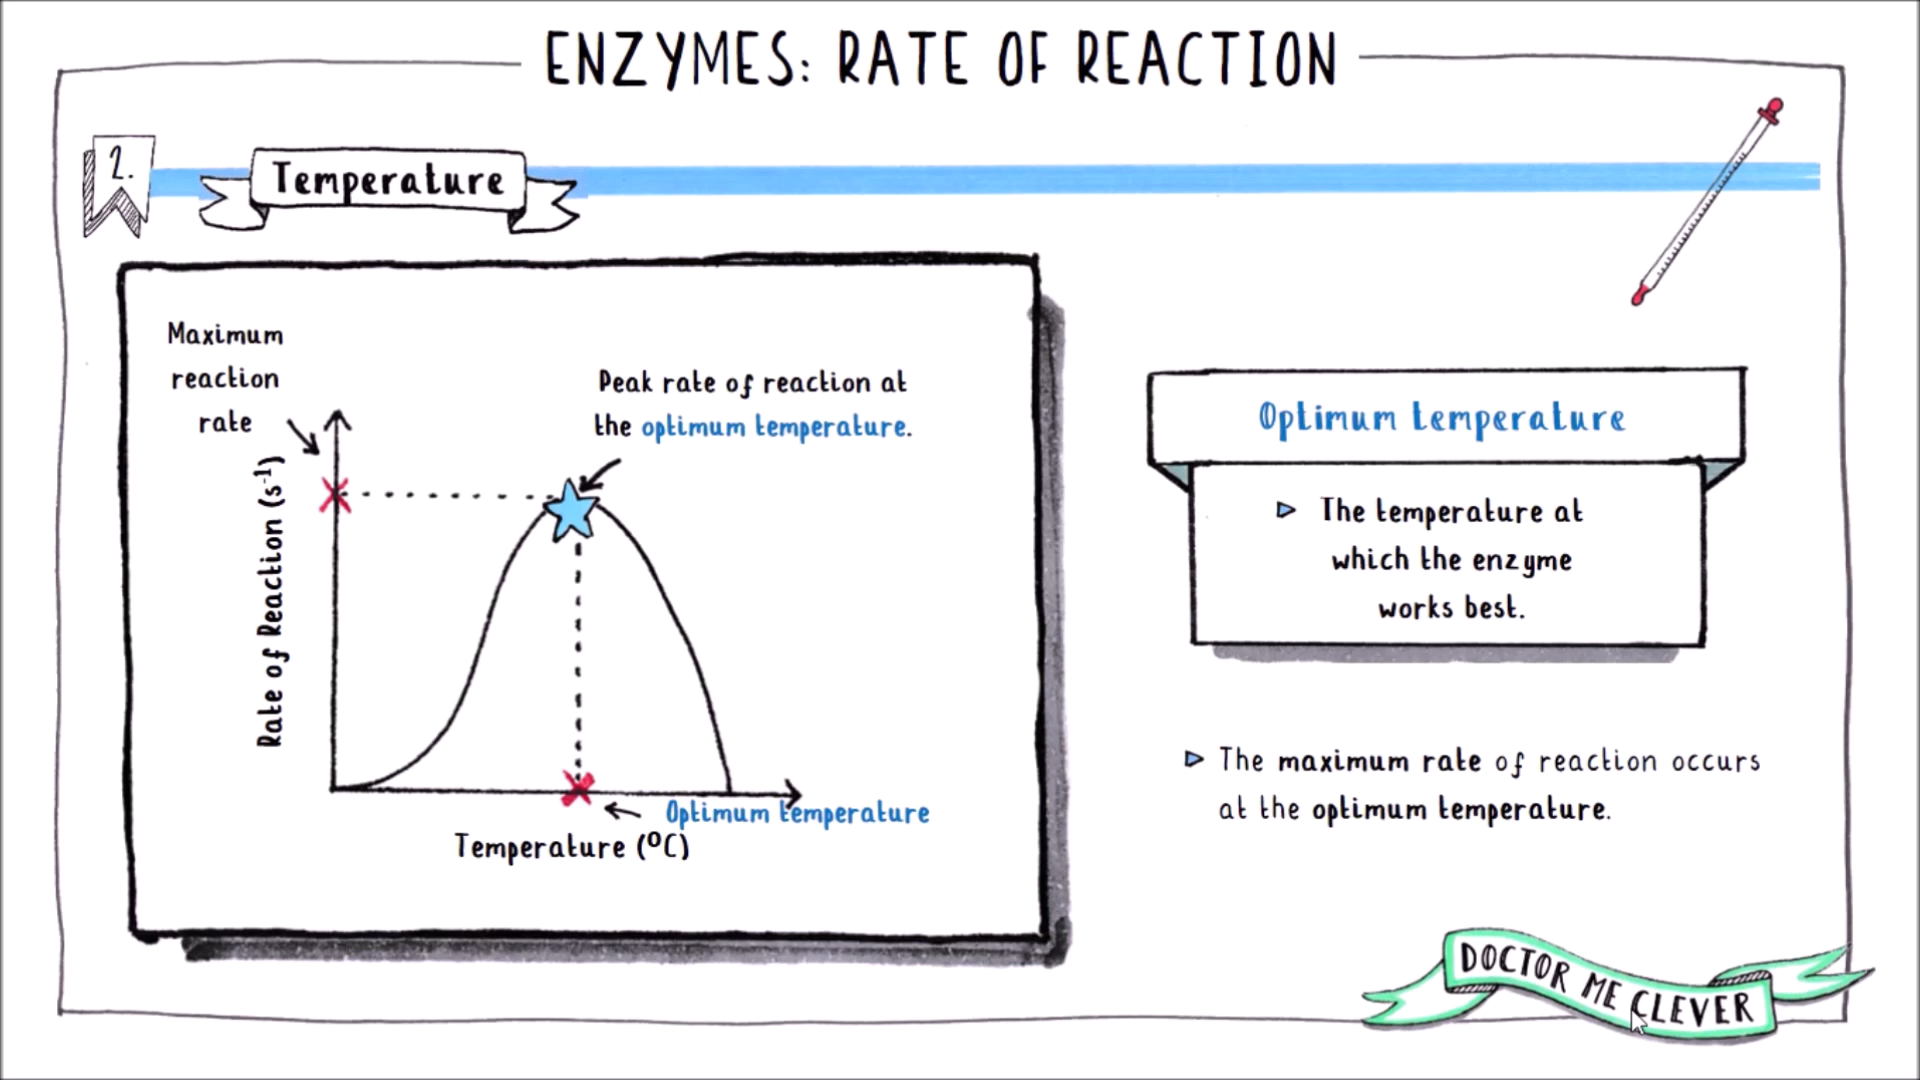 ENZYMES: RATE OF REACTION
2.
Temperature
Maximum
reaction
rate
Peak rate of reaction at
the optimum temperature.
Rate of Reaction (s⁻¹)
Optimum temperature
Temperature (⁰C)
Optimum temperature
The temperature at
which the enzyme
works best.
The maximum rate of reaction occurs
at the optimum temperature.
DOCTOR ME CLEVER